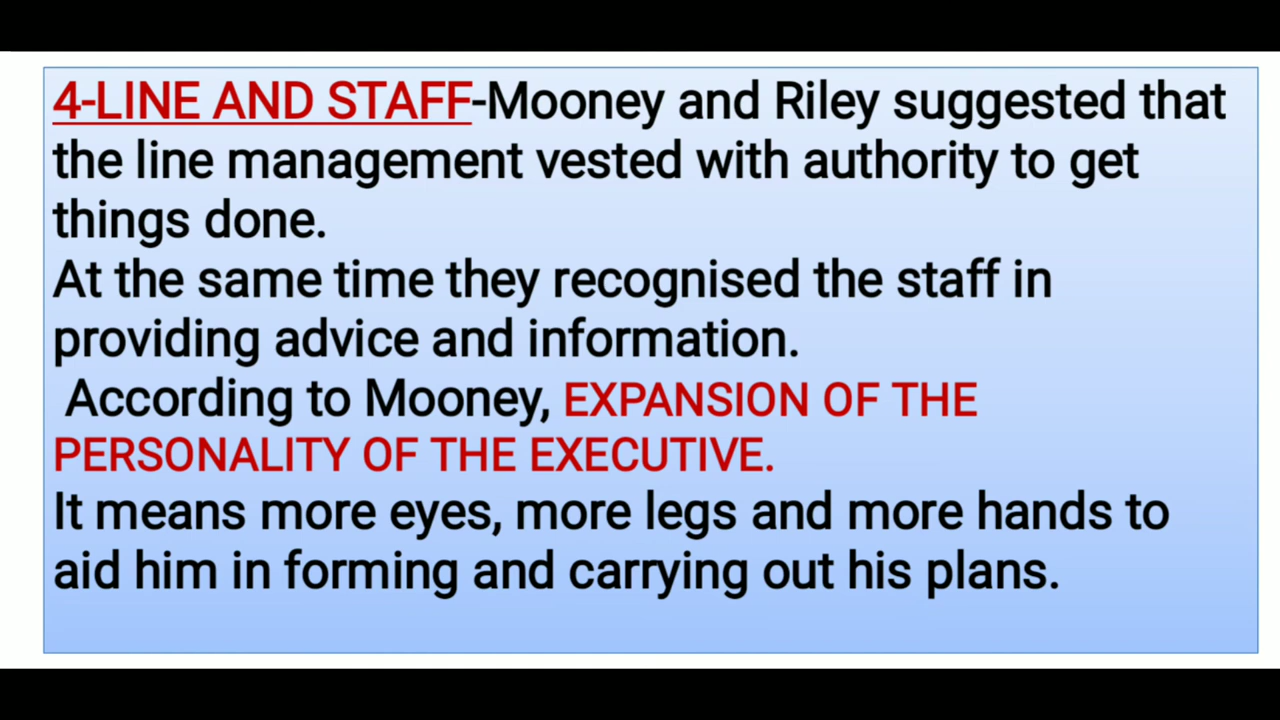 4-LINE AND STAFF-Mooney and Riley suggested that
the line management vested with authority to get
things done.
At the same time they recognised the staff in
providing advice and information.
According to Mooney, EXPANSION OF THE
PERSONALITY OF THE EXECUTIVE.
It means more eyes, more legs and more hands to
aid him in forming and carrying out his plans.